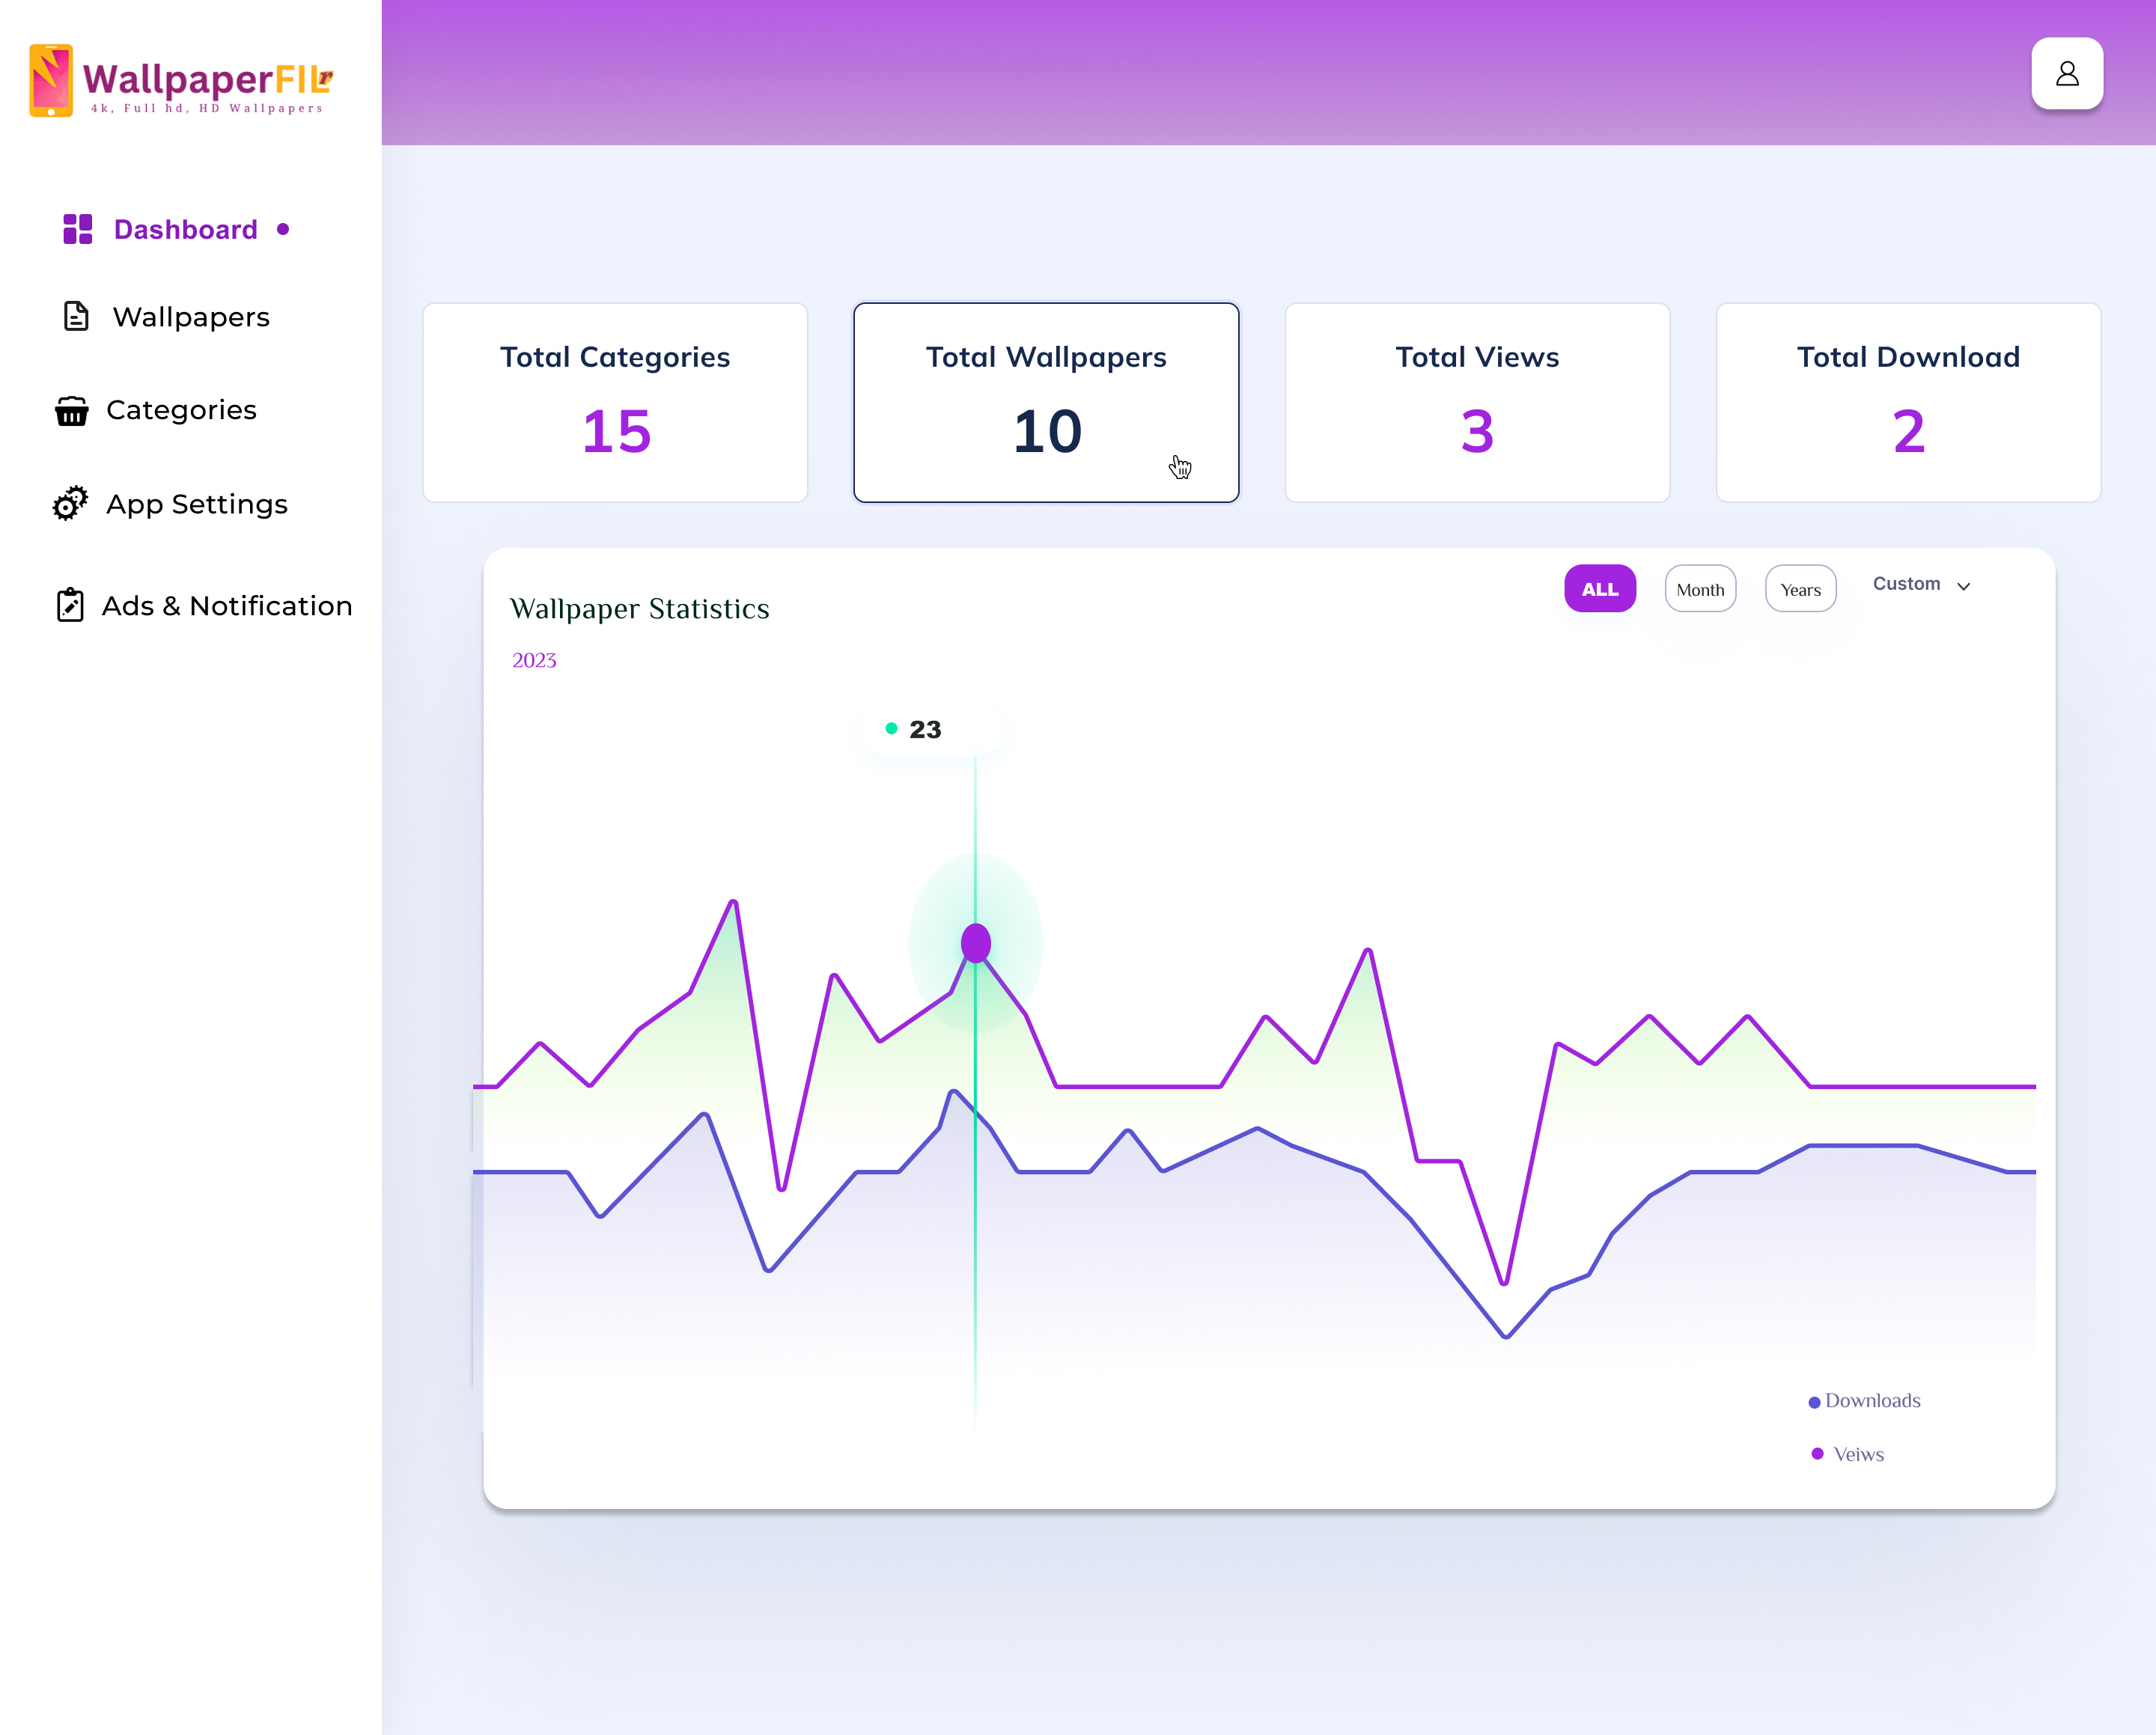 WallpaperFILr
4k, Full hd, HD Wallpapers
Dashboard
Wallpapers
Categories
App Settings
Ads & Notification
Total Categories
15
Total Wallpapers
10
Total Views
3
Total Download
2
Wallpaper Statistics
2023
ALL
Month
Years
Custom
23
Downloads
Veiws